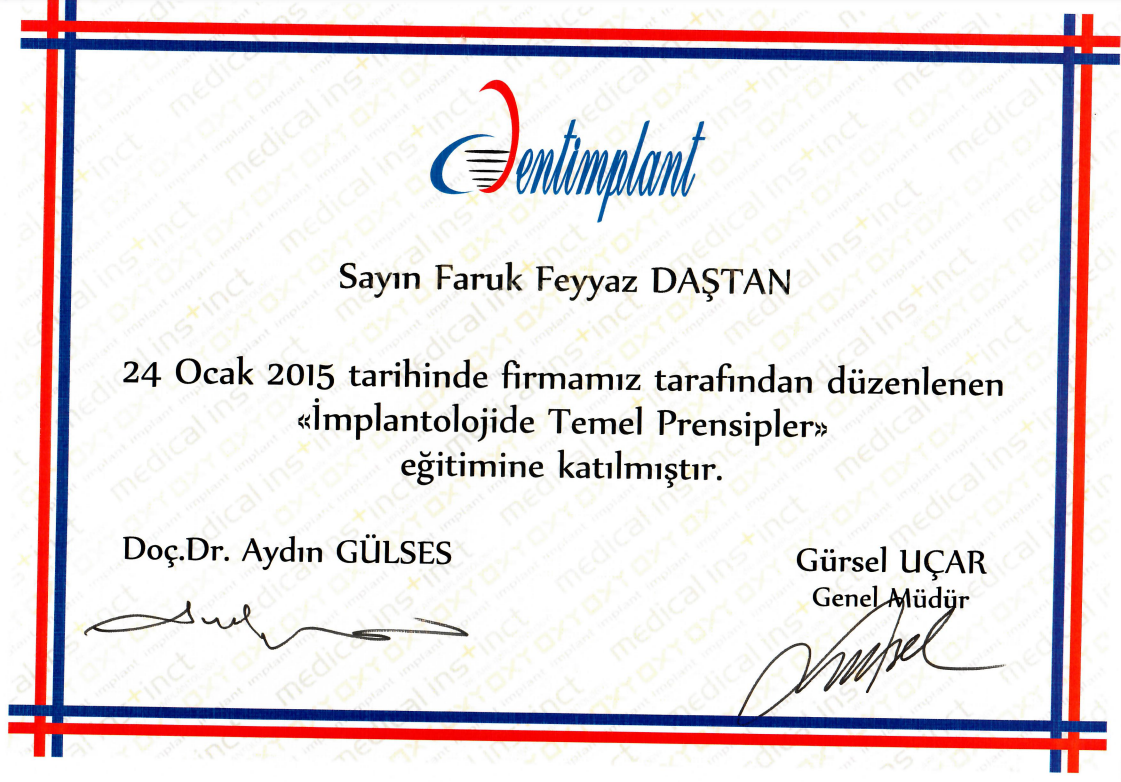 Dentimplant
Sayın Faruk Feyyaz DAŞTAN
24 Ocak 2015 tarihinde firmamız tarafından düzenlenen
«İmplantolojide Temel Prensipler»
eğitimine katılmıştır.
Doç.Dr. Aydın GÜLSES
Gürsel UÇAR
Genel Müdür